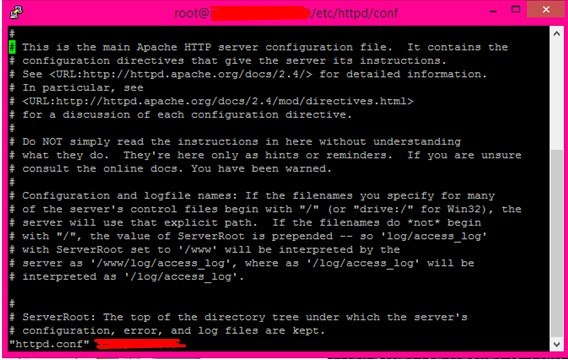 root@ :/etc/httpd/conf
#
# This is the main Apache HTTP server configuration file.  It contains the
# configuration directives that give the server its instructions.
# See <URL:http://httpd.apache.org/docs/2.4/> for detailed information.
# In particular, see
# <URL:http://httpd.apache.org/docs/2.4/mod/directives.html>
# for a discussion of each configuration directive.
#
# Do NOT simply read the instructions in here without understanding
# what they do.  They're here only as hints or reminders.  If you are unsure
# consult the online docs. You have been warned.
#
# Configuration and logfile names: If the filenames you specify for many
# of the server's control files begin with "/" (or "drive:/" for Win32), the
# server will use that explicit path.  If the filenames do *not* begin
# with "/", the value of ServerRoot is prepended -- so 'log/access_log'
# with ServerRoot set to '/www' will be interpreted by the
# server as '/www/log/access_log', where as '/log/access_log' will be
# interpreted as '/log/access_log'.
#
# ServerRoot: The top of the directory tree under which the server's
# configuration, error, and log files are kept.
"httpd.conf"